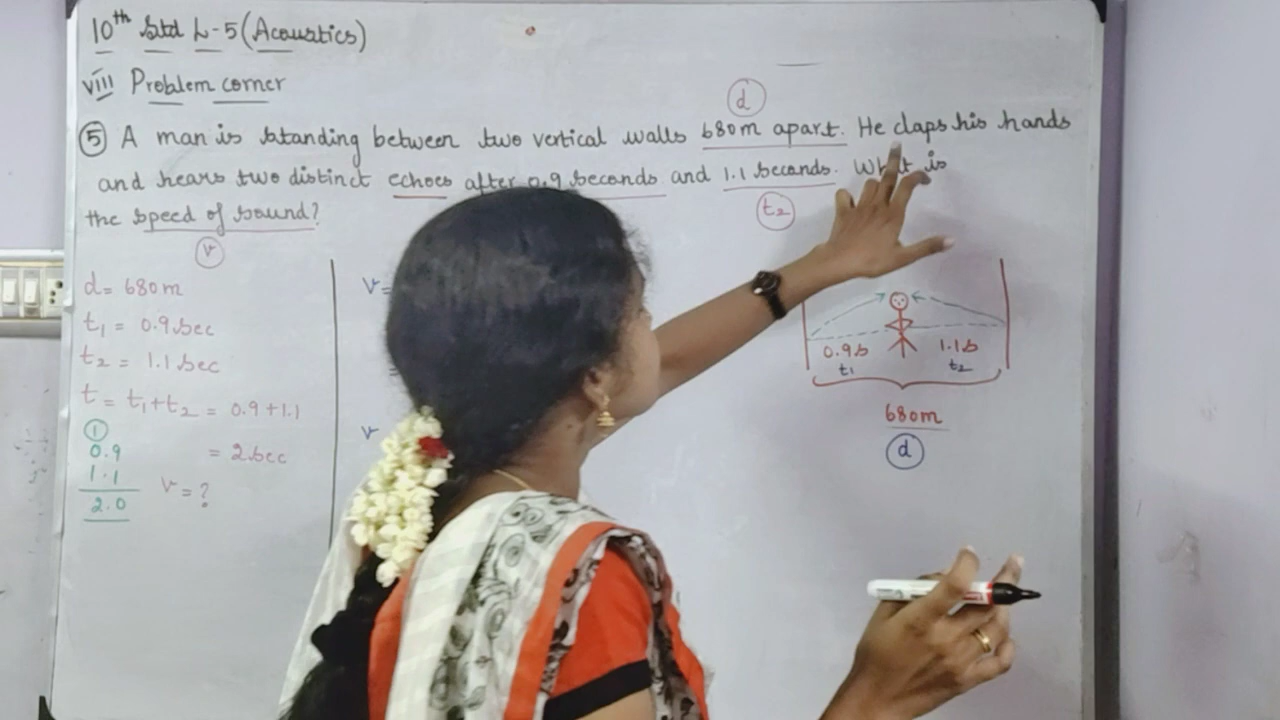 10th Std L-5 (Acoustics)
viii Problem corner
d
5 A man is standing between two vertical walls 680m apart. He claps his hands
and hears two distinct echoes after 0.9 seconds and 1.1 seconds. What is
t2
the speed of sound?
v
d = 680m
t1 = 0.9 sec
t2 = 1.1 sec
t = t1+t2 = 0.9+1.1
= 2 sec
1
0.9
1.1
2.0
v = ?
v=
v
0.9s
t1
1.1s
t2
680m
d